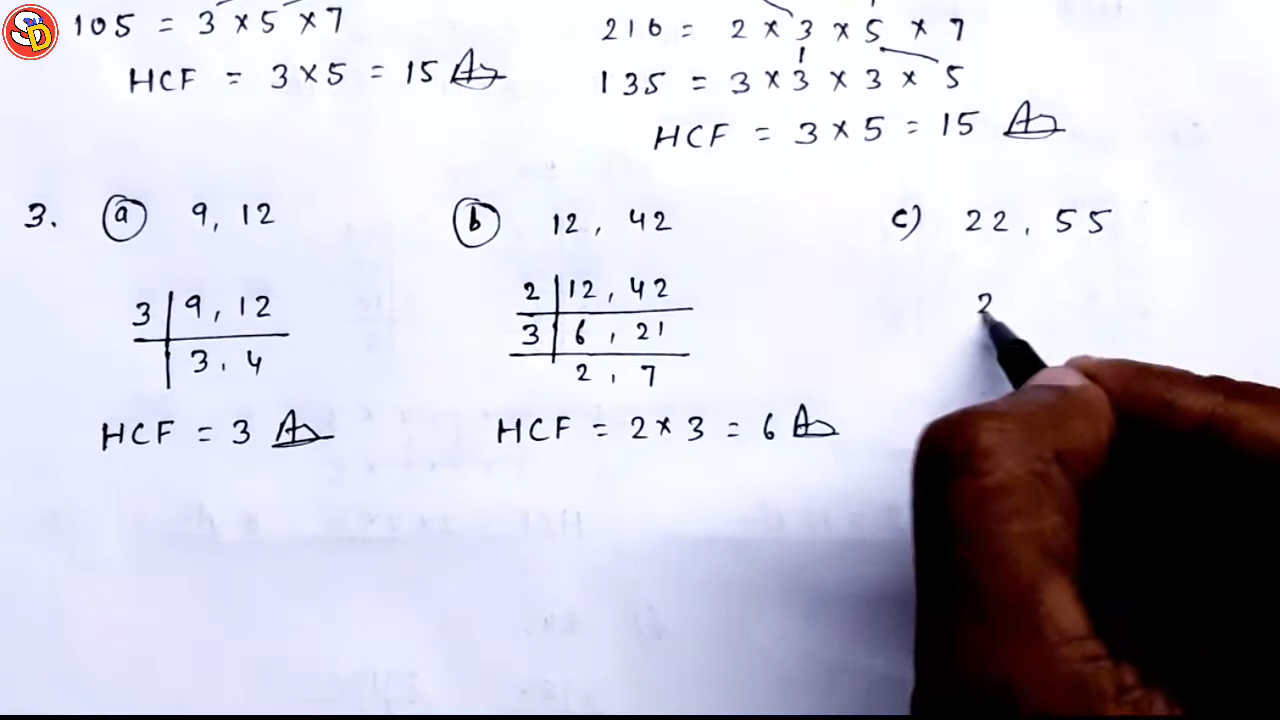 SD
105 = 3 × 5 × 7
HCF = 3 × 5 = 15 Ans
210 = 2 × 3 × 5 × 7
135 = 3 × 3 × 3 × 5
HCF = 3 × 5 = 15 Ans
3. (a) 9, 12
3 | 9, 12
3, 4
HCF = 3 Ans
(b) 12, 42
2 | 12, 42
3 | 6, 21
2, 7
HCF = 2 × 3 = 6 Ans
c) 22, 55
2